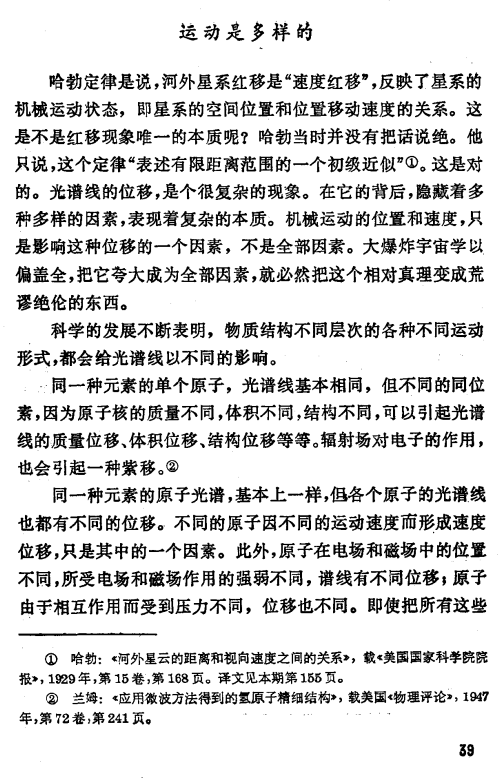 运动是多样的
哈勃定律是说，河外星系红移是“速度红移”，反映了星系的
机械运动状态，即星系的空间位置和位置移动速度的关系。这
是不是红移现象唯一的本质呢？哈勃当时并没有把话说绝。他
只说，这个定律“表述有限距离范围的一个初级近似”①。这是对
的。光谱线的位移，是个很复杂的现象。在它的背后，隐藏着多
种多样的因素，表现着复杂的本质。机械运动的位置和速度，只
是影响这种位移的一个因素，不是全部因素。大爆炸宇宙学以
偏盖全，把它夸大成为全部因素，就必然把这个相对真理变成荒
谬绝伦的东西。
科学的发展不断表明，物质结构不同层次的各种不同运动
形式，都会给光谱线以不同的影响。
同一种元素的单个原子，光谱线基本相同，但不同的同位
素，因为原子核的质量不同，体积不同，结构不同，可以引起光谱
线的质量位移、体积位移、结构位移等等。辐射场对电子的作用，
也会引起一种紫移。②
同一种元素的原子光谱，基本上一样，但各个原子的光谱线
也都有不同的位移。不同的原子因不同的运动速度而形成速度
位移，只是其中的一个因素。此外，原子在电场和磁场中的位置
不同，所受电场和磁场作用的强弱不同，谱线有不同位移；原子
由于相互作用而受到压力不同，位移也不同。即使把所有这些
① 哈勃：《河外星云的距离和视向速度之间的关系》，载《美国国家科学院院
报》，1929年，第15卷，第168页。译文见本期第155页。
② 兰姆：《应用微波方法得到的氢原子精细结构》，载美国《物理评论》，1947
年，第72卷，第241页。
39